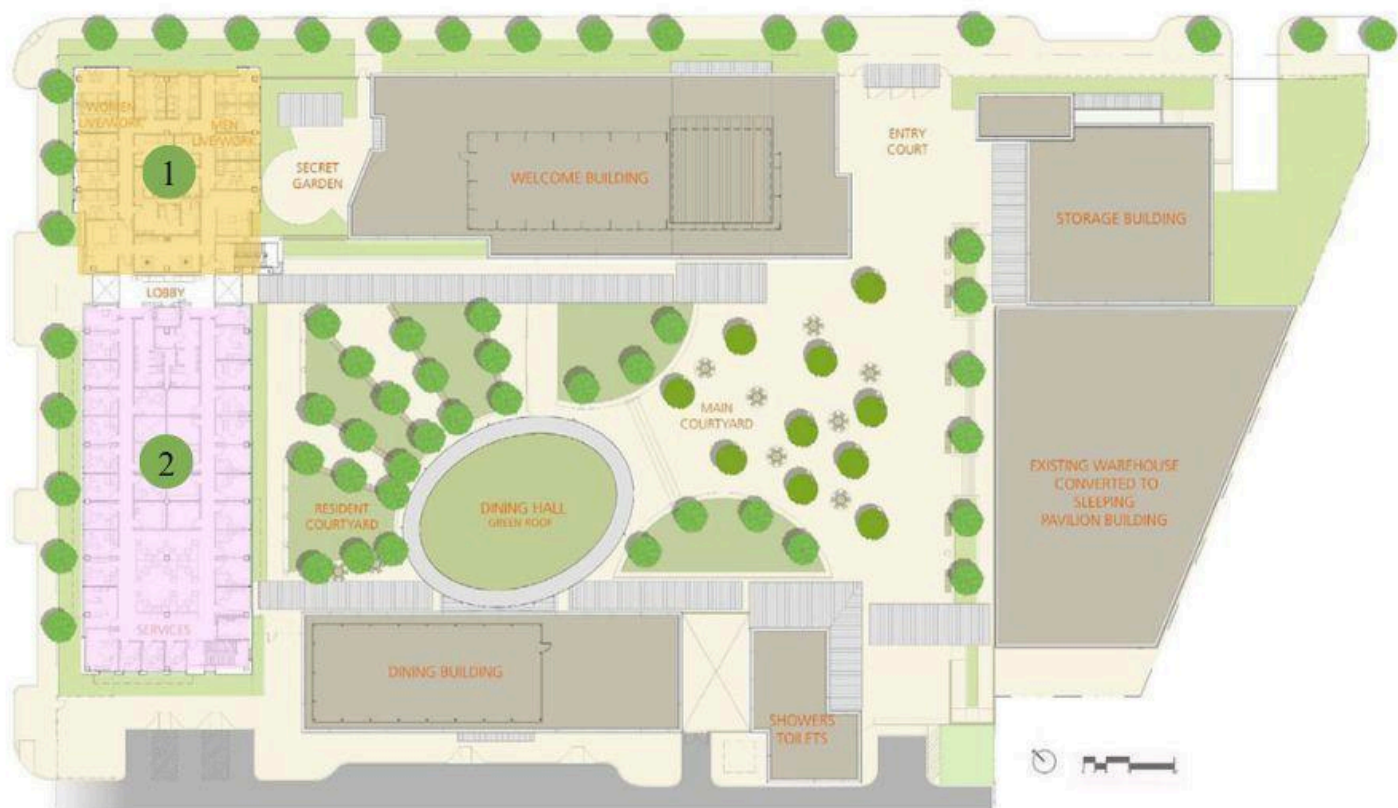 WOMEN
LIVE/WORK
MEN
LIVE/WORK
1
SECRET
GARDEN
WELCOME BUILDING
ENTRY
COURT
STORAGE BUILDING
LOBBY
2
MAIN
COURTYARD
RESIDENT
COURTYARD
DINING HALL
GREEN ROOF
EXISTING WAREHOUSE
CONVERTED TO
SLEEPING
PAVILION BUILDING
SERVICES
DINING BUILDING
SHOWERS
TOILETS